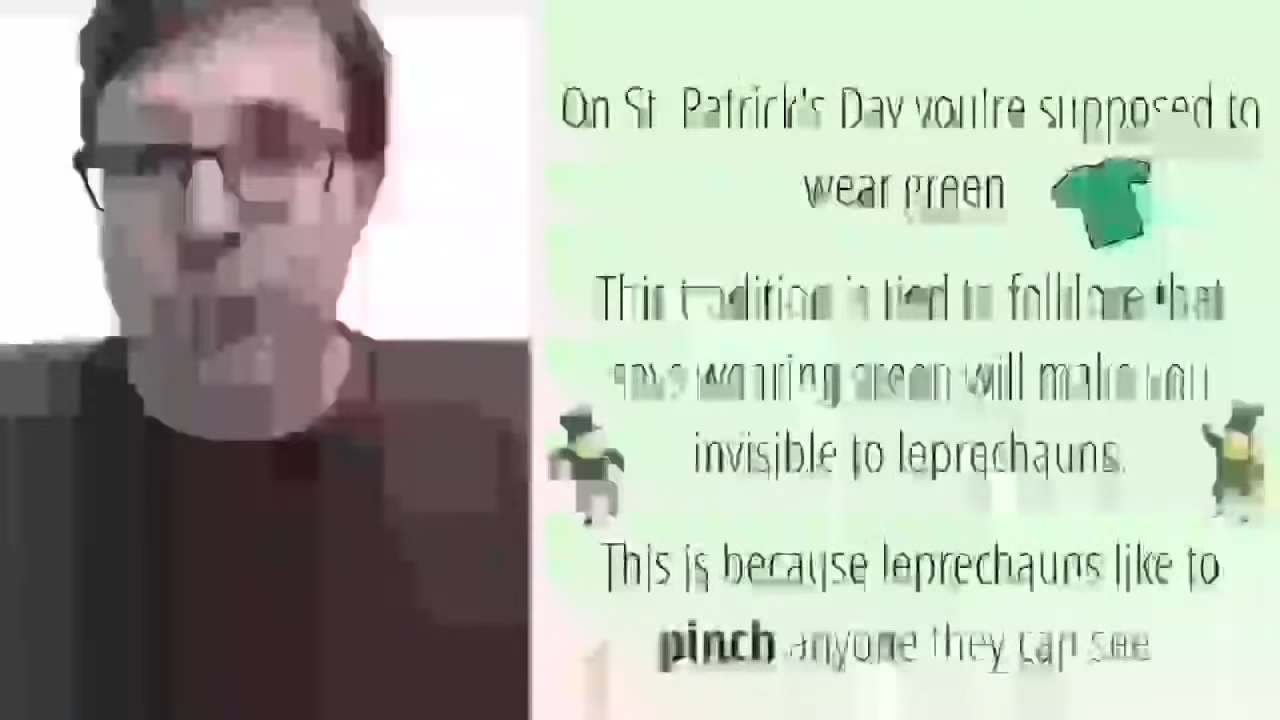 On St. Patrick's Day you're supposed to
wear green
This tradition is tied to folklore that
says wearing green will make you
invisible to leprechauns.
This is because leprechauns like to
pinch anyone they can see